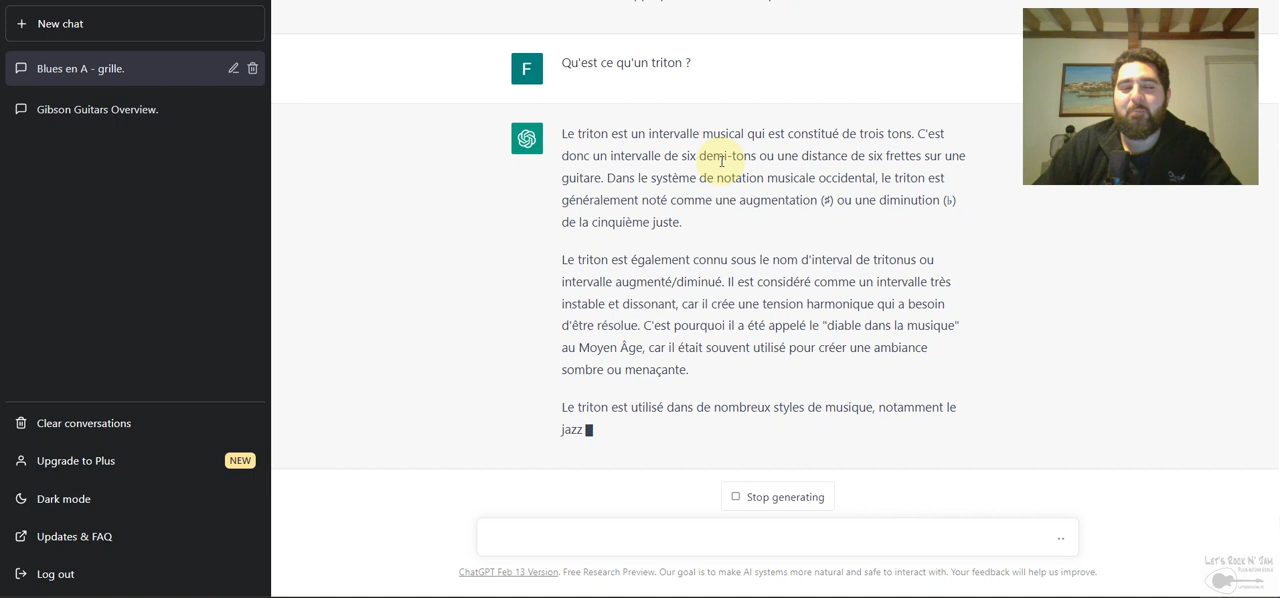 New chat
Blues en A - grille.
Gibson Guitars Overview.
Clear conversations
Upgrade to Plus
NEW
Dark mode
Updates & FAQ
Log out
F
Qu'est ce qu'un triton ?
Le triton est un intervalle musical qui est constitué de trois tons. C'est
donc un intervalle de six demi-tons ou une distance de six frettes sur une
guitare. Dans le système de notation musicale occidental, le triton est
généralement noté comme une augmentation (♯) ou une diminution (♭)
de la cinquième juste.
Le triton est également connu sous le nom d'interval de tritonus ou
intervalle augmenté/diminué. Il est considéré comme un intervalle très
instable et dissonant, car il crée une tension harmonique qui a besoin
d'être résolue. C'est pourquoi il a été appelé le "diable dans la musique"
au Moyen Âge, car il était souvent utilisé pour créer une ambiance
sombre ou menaçante.
Le triton est utilisé dans de nombreux styles de musique, notamment le
jazz
Stop generating
ChatGPT Feb 13 Version. Free Research Preview. Our goal is to make AI systems more natural and safe to interact with. Your feedback will help us improve.
LET'S ROCK N' JAM